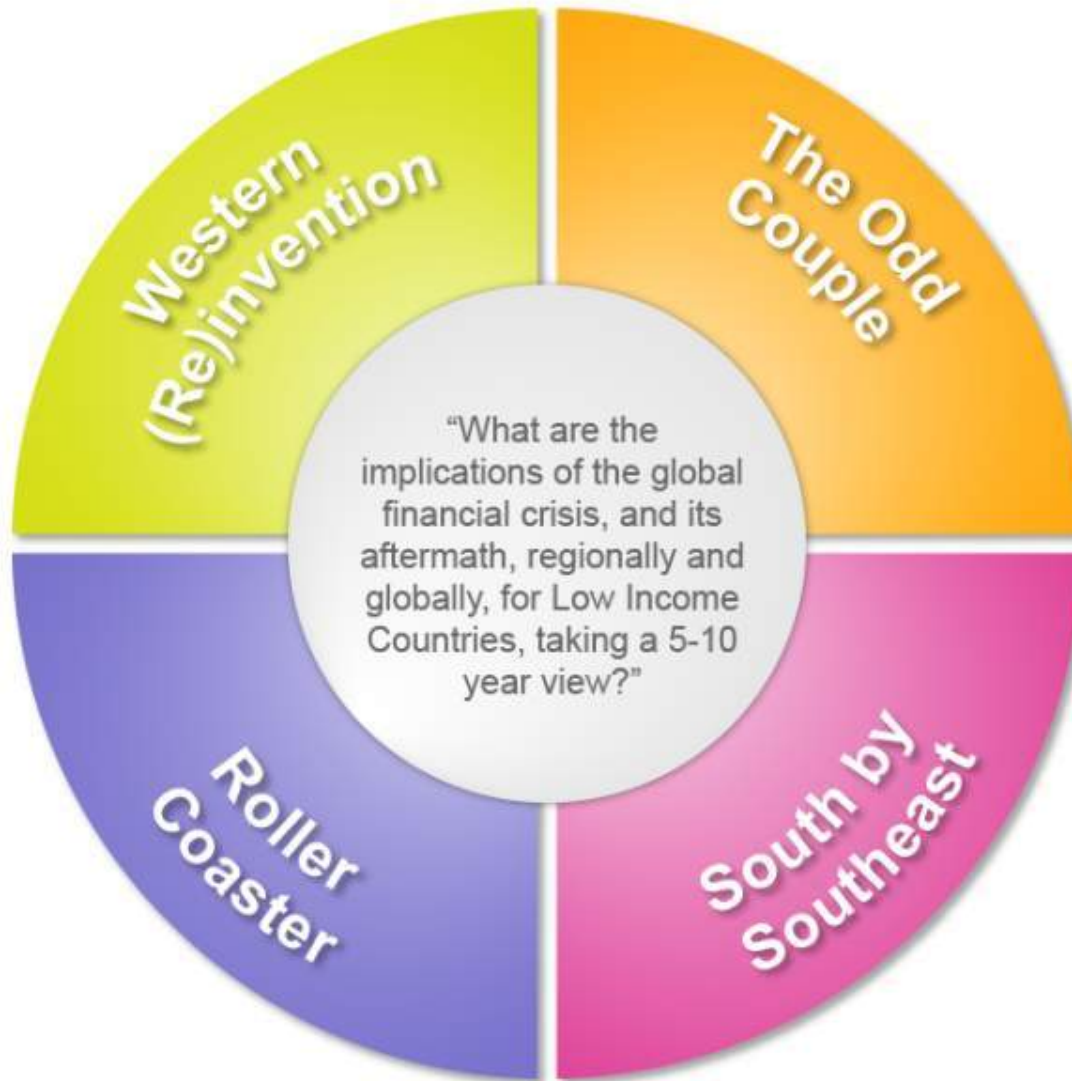 Western
(Re)invention
The Odd
Couple
“What are the
implications of the global
financial crisis, and its
aftermath, regionally and
globally, for Low Income
Countries, taking a 5-10
year view?”
Roller
Coaster
South by
Southeast